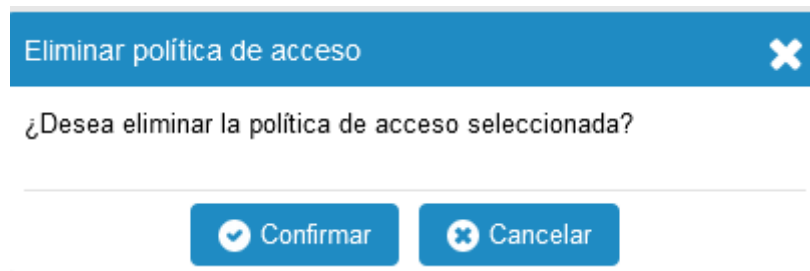 Eliminar política de acceso
¿Desea eliminar la política de acceso seleccionada?
Confirmar
Cancelar